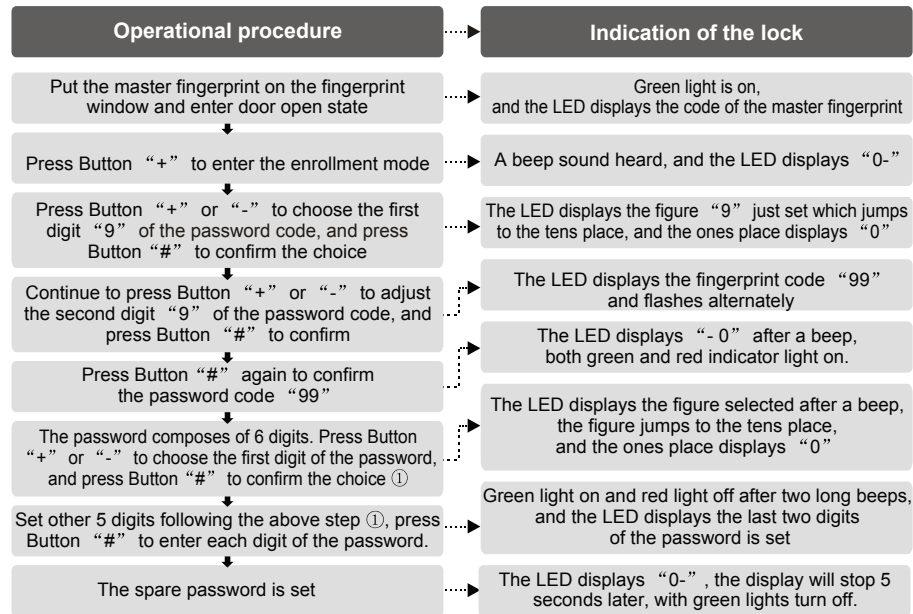 Operational procedure
Indication of the lock
Put the master fingerprint on the fingerprint
window and enter door open state
Green light is on,
and the LED displays the code of the master fingerprint
Press Button “+” to enter the enrollment mode
A beep sound heard, and the LED displays “0-”
Press Button “+” or “-” to choose the first
digit “9” of the password code, and press
Button “#” to confirm the choice
The LED displays the figure “9” just set which jumps
to the tens place, and the ones place displays “0”
Continue to press Button “+” or “-” to adjust
the second digit “9” of the password code, and
press Button “#” to confirm
The LED displays the fingerprint code “99”
and flashes alternately
Press Button “#” again to confirm
the password code “99”
The LED displays “- 0” after a beep,
both green and red indicator light on.
The password composes of 6 digits. Press Button
“+” or “-” to choose the first digit of the password,
and press Button “#” to confirm the choice ①
The LED displays the figure selected after a beep,
the figure jumps to the tens place,
and the ones place displays “0”
Set other 5 digits following the above step ①, press
Button “#” to enter each digit of the password.
Green light on and red light off after two long beeps,
and the LED displays the last two digits
of the password is set
The spare password is set
The LED displays “0-”, the display will stop 5
seconds later, with green lights turn off.